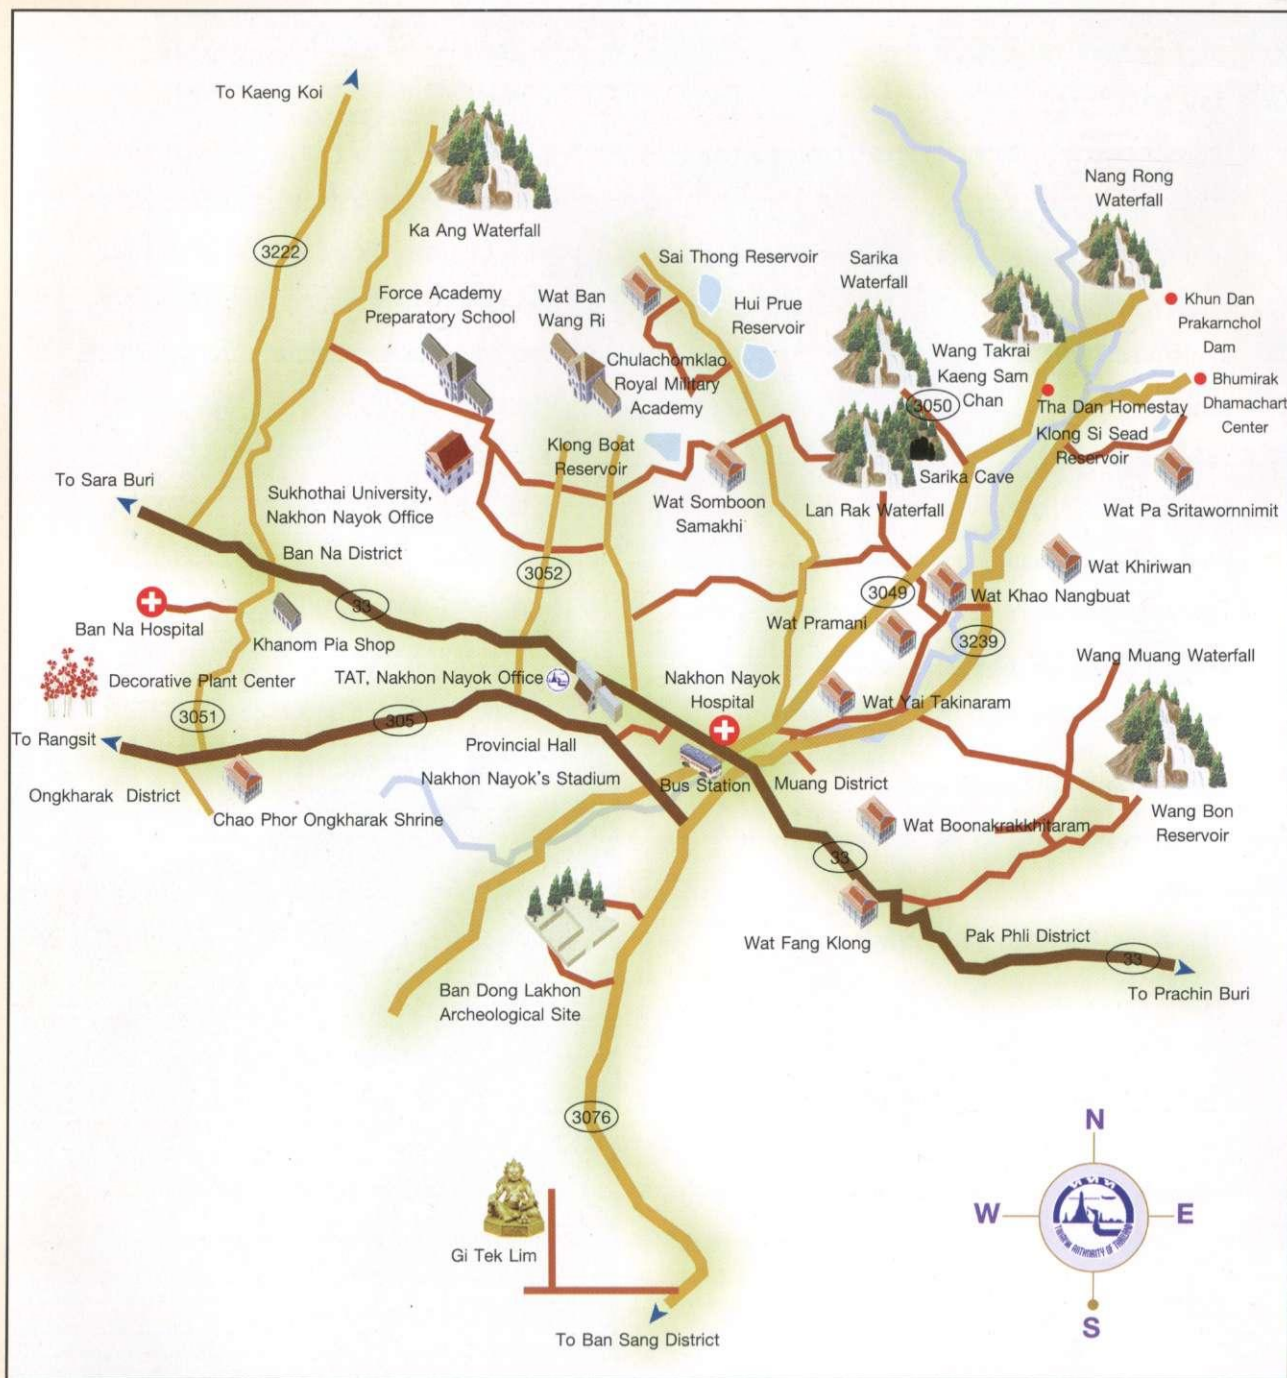 To Kaeng Koi
Ka Ang Waterfall
3222
Nang Rong
Waterfall
Sai Thong Reservoir
Sarika
Waterfall
Force Academy
Preparatory School
Wat Ban
Wang Ri
Hui Prue
Reservoir
Khun Dan
Prakarnchol
Dam
Chulachomklao
Royal Military
Academy
Wang Takrai
Kaeng Sam
Chan
3050
Tha Dan Homestay
Bhumirak
Dhamachart
Center
Klong Boat
Reservoir
Klong Si Sead
Reservoir
To Sara Buri
Sukhothai University,
Nakhon Nayok Office
Wat Somboon
Samakhi
Sarika Cave
Lan Rak Waterfall
Wat Pa Sritawornnimit
Ban Na District
3052
Wat Khiriwan
33
3049
Wat Khao Nangbuat
Ban Na Hospital
Khanom Pia Shop
Wat Pramani
3239
Wang Muang Waterfall
Decorative Plant Center
TAT, Nakhon Nayok Office
Nakhon Nayok
Hospital
Wat Yai Takinaram
3051
305
To Rangsit
Provincial Hall
Nakhon Nayok's Stadium
Bus Station
Muang District
Ongkharak District
Chao Phor Ongkharak Shrine
Wang Bon
Reservoir
Wat Boonakrakkhitaram
33
Wat Fang Klong
Pak Phli District
33
To Prachin Buri
Ban Dong Lakhon
Archeological Site
3076
Gi Tek Lim
To Ban Sang District
N
W
E
S
ททท
TOURISM AUTHORITY OF THAILAND